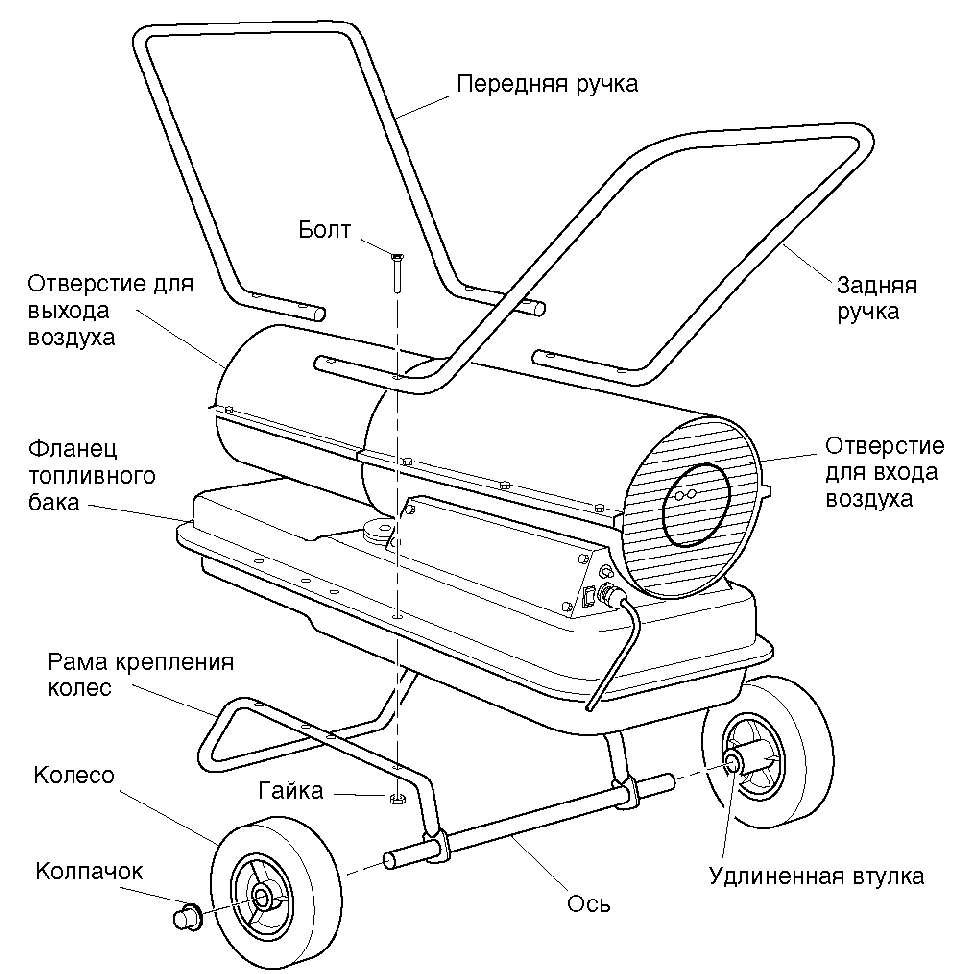 Передняя ручка
Болт
Отверстие для
выхода
воздуха
Задняя
ручка
Фланец
топливного
бака
Отверстие
для входа
воздуха
Рама крепления
колес
Колесо
Гайка
Колпачок
Удлиненная втулка
Ось